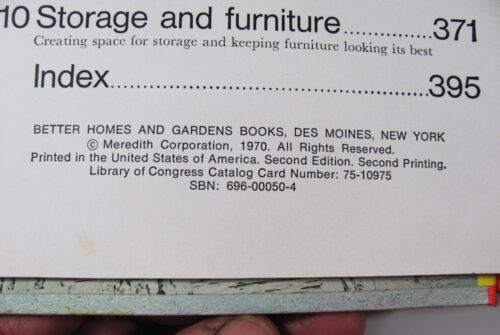 10 Storage and furniture..............371
Creating space for storage and keeping furniture looking its best
Index..................................................395
BETTER HOMES AND GARDENS BOOKS, DES MOINES, NEW YORK
© Meredith Corporation, 1970. All Rights Reserved.
Printed in the United States of America. Second Edition. Second Printing.
Library of Congress Catalog Card Number: 75-10975
SBN: 696-00050-4